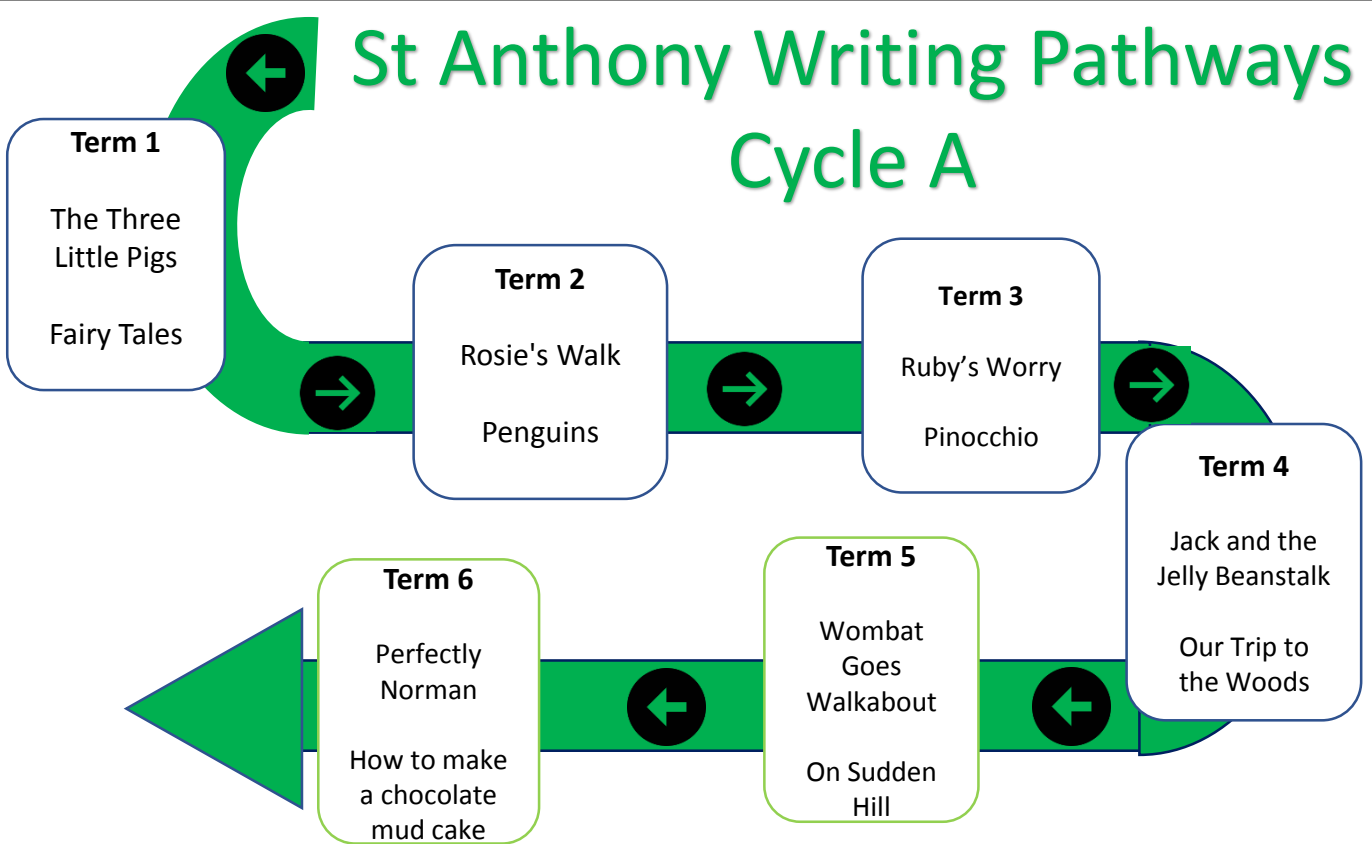 St Anthony Writing Pathways
Cycle A
Term 1
The Three
Little Pigs
Fairy Tales
Term 2
Rosie's Walk
Penguins
Term 3
Ruby’s Worry
Pinocchio
Term 4
Jack and the
Jelly Beanstalk
Our Trip to
the Woods
Term 5
Wombat
Goes
Walkabout
On Sudden
Hill
Term 6
Perfectly
Norman
How to make
a chocolate
mud cake